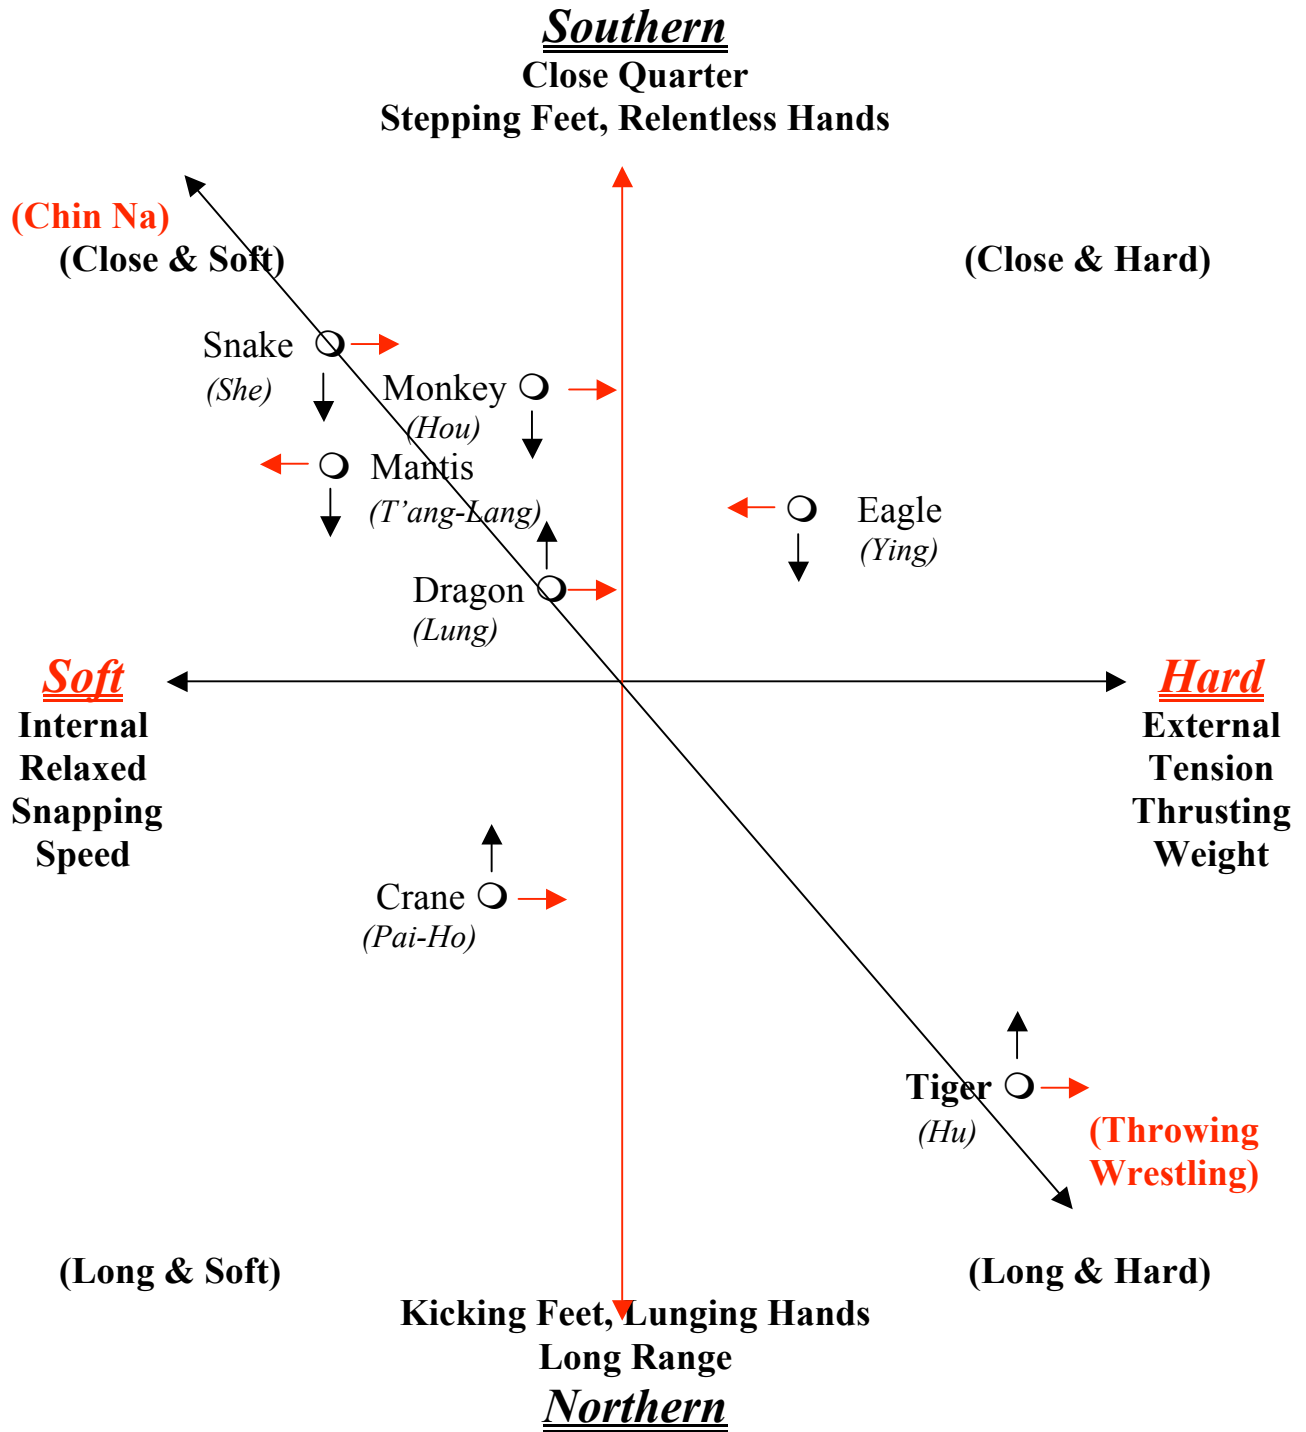 Southern
Close Quarter
Stepping Feet, Relentless Hands
(Chin Na)
(Close & Soft)
(Close & Hard)
Snake
(She)
Monkey
(Hou)
Mantis
(T’ang-Lang)
Eagle
(Ying)
Dragon
(Lung)
Soft
Internal
Relaxed
Snapping
Speed
Hard
External
Tension
Thrusting
Weight
Crane
(Pai-Ho)
Tiger
(Hu)
(Throwing
Wrestling)
(Long & Soft)
(Long & Hard)
Kicking Feet, Lunging Hands
Long Range
Northern